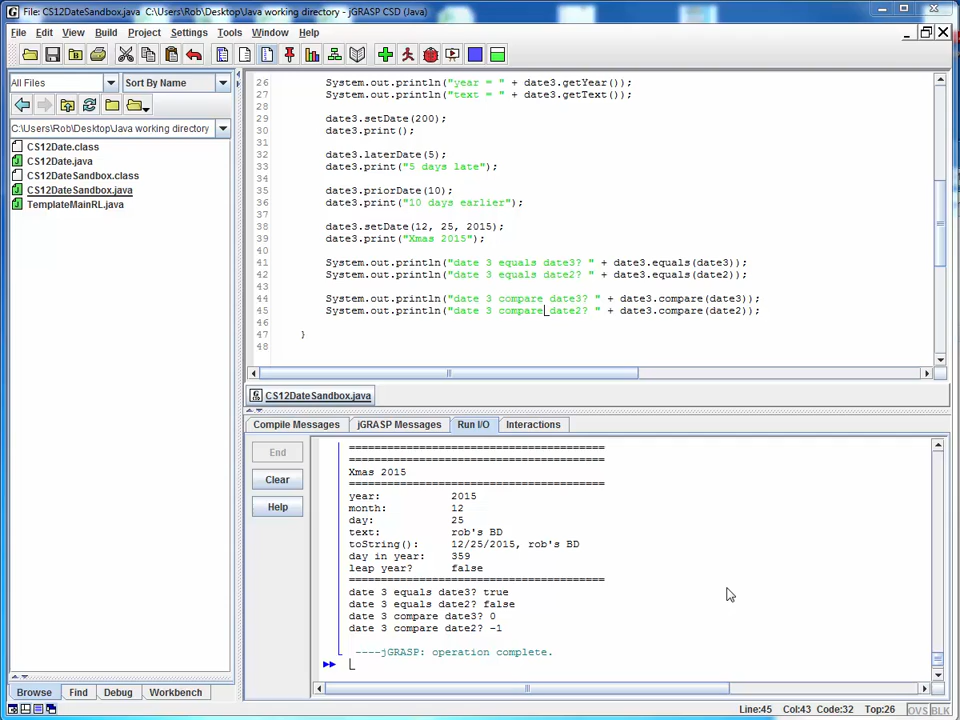 File: CS12DateSandbox.java  C:\Users\Rob\Desktop\Java working directory - jGRASP CSD (Java)
File Edit View Build Project Settings Tools Window Help
All Files Sort By Name
C:\Users\Rob\Desktop\Java working directory
CS12Date.class
CS12Date.java
CS12DateSandbox.class
CS12DateSandbox.java
TemplateMainRL.java
Browse Find Debug Workbench
26 System.out.println("year = " + date3.getYear());
27 System.out.println("text = " + date3.getText());
28
29 date3.setDate(200);
30 date3.print();
31
32 date3.laterDate(5);
33 date3.print("5 days late");
34
35 date3.priorDate(10);
36 date3.print("10 days earlier");
37
38 date3.setDate(12, 25, 2015);
39 date3.print("Xmas 2015");
40
41 System.out.println("date 3 equals date3? " + date3.equals(date3));
42 System.out.println("date 3 equals date2? " + date3.equals(date2));
43
44 System.out.println("date 3 compare date3? " + date3.compare(date3));
45 System.out.println("date 3 compare date2? " + date3.compare(date2));
46
47 }
48
CS12DateSandbox.java
Compile Messages jGRASP Messages Run I/O Interactions
End
Clear
Help
========================================
========================================
Xmas 2015
========================================
year: 2015
month: 12
day: 25
text: rob's BD
toString(): 12/25/2015, rob's BD
day in year: 359
leap year? false
========================================
date 3 equals date3? true
date 3 equals date2? false
date 3 compare date3? 0
date 3 compare date2? -1
----jGRASP: operation complete.
Line:45 Col:43 Code:32 Top:26 OVS BLK